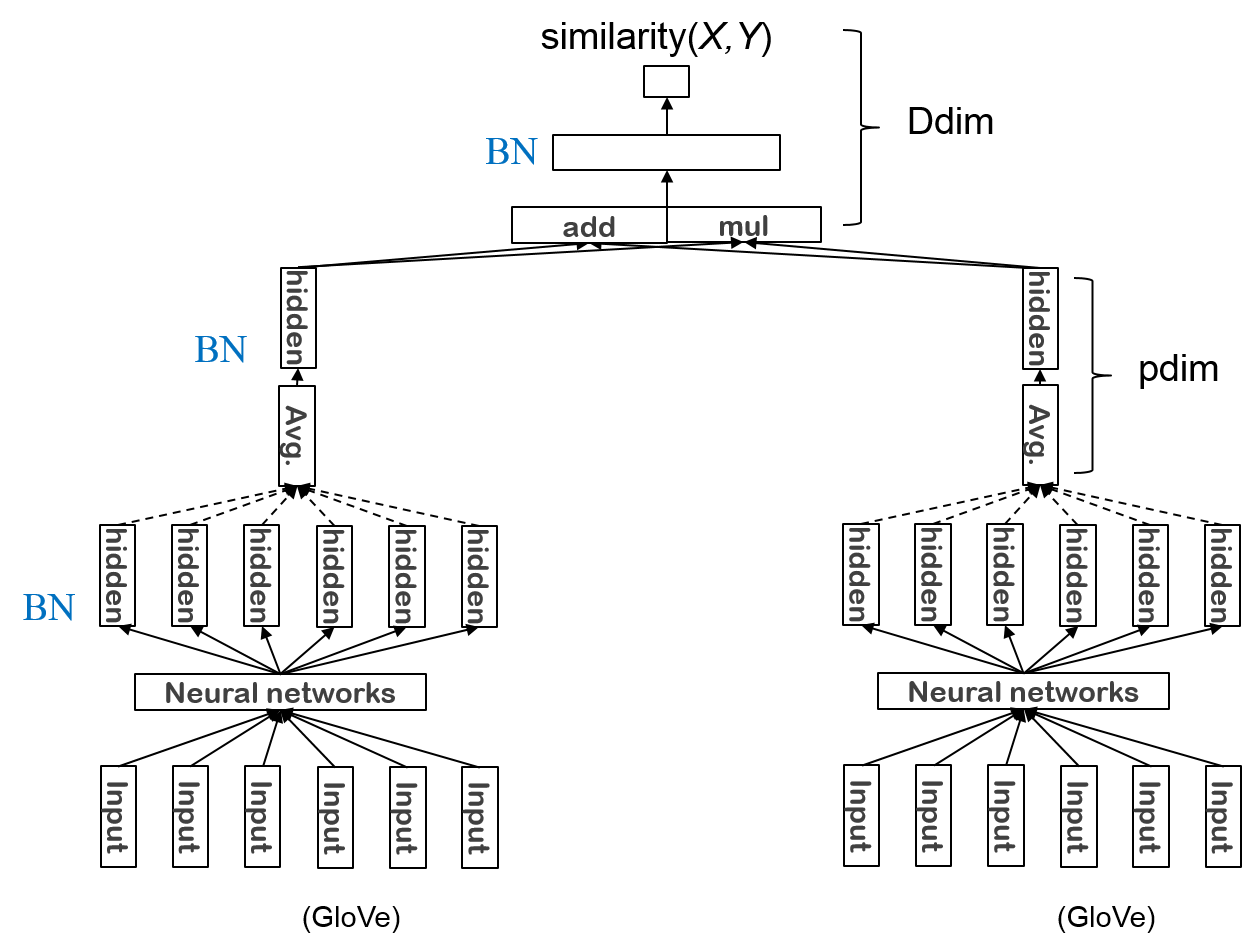 similarity(X,Y)
Ddim
BN
add mul
hidden hidden
BN
pdim
Avg. Avg.
hidden hidden hidden hidden hidden hidden hidden hidden hidden hidden hidden hidden
BN
Neural networks Neural networks
Input Input Input Input Input Input Input Input Input Input Input Input
(GloVe) (GloVe)